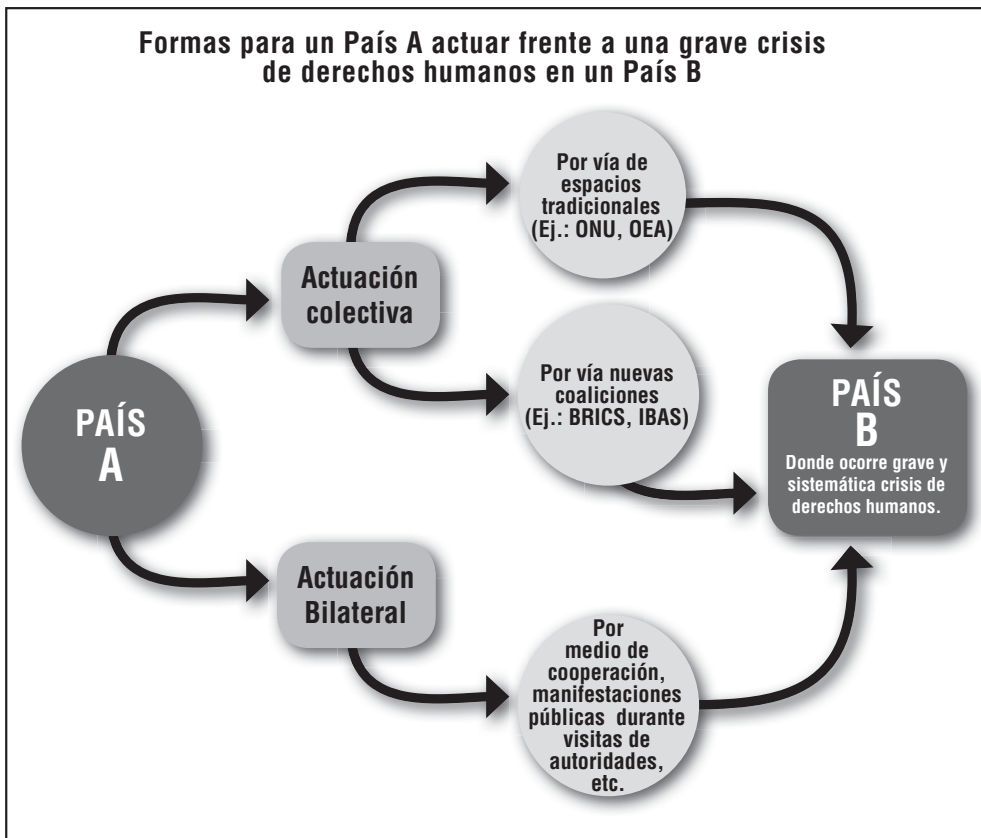 Formas para un País A actuar frente a una grave crisis
de derechos humanos en un País B
Por vía de
espacios
tradicionales
(Ej.: ONU, OEA)
Actuación
colectiva
Por vía nuevas
coaliciones
(Ej.: BRICS, IBAS)
PAÍS
A
PAÍS
B
Donde ocorre grave y
sistemática crisis de
derechos humanos.
Actuación
Bilateral
Por
medio de
cooperación,
manifestaciones
públicas durante
visitas de
autoridades,
etc.